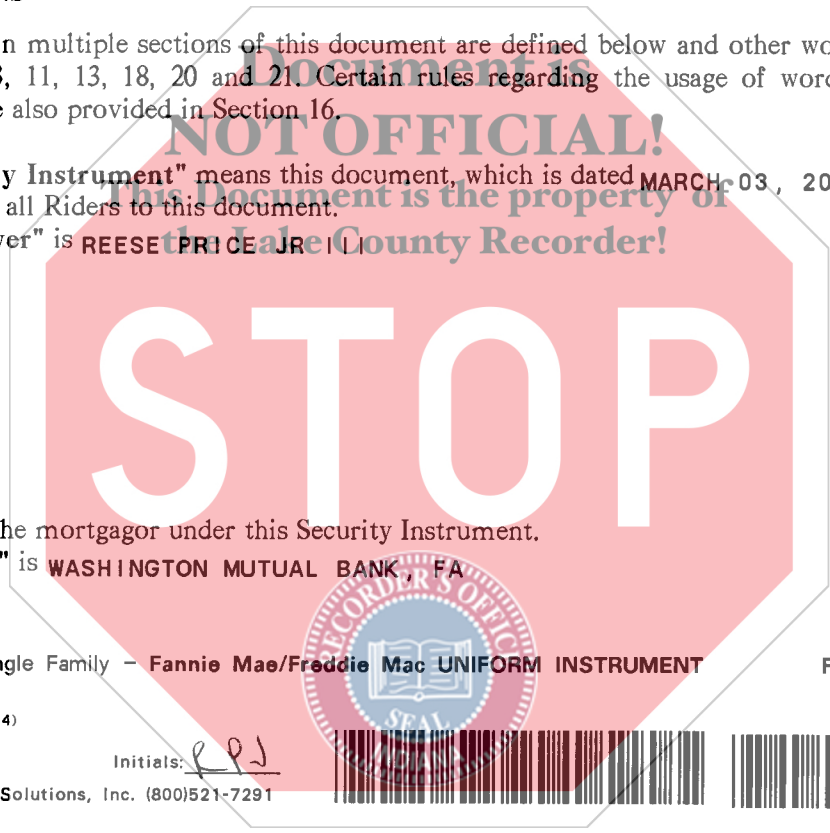 n multiple sections of this document are defined below and other wo
Document is
3, 11, 13, 18, 20 and 21. Certain rules regarding the usage of word
also provided in Section 16.
NOT OFFICIAL!
y Instrument" means this document, which is dated MARCH 03, 20
This Document is the property of
all Riders to this document.
er" is REESE PRICE JR III
the Lake County Recorder!
STOP
he mortgagor under this Security Instrument.
" is WASHINGTON MUTUAL BANK, FA
RECORDER'S OFFICE
ngle Family – Fannie Mae/Freddie Mac UNIFORM INSTRUMENT F
SEAL
4)
INDIANA
Initials: RPJ
Solutions, Inc. (800)521-7291